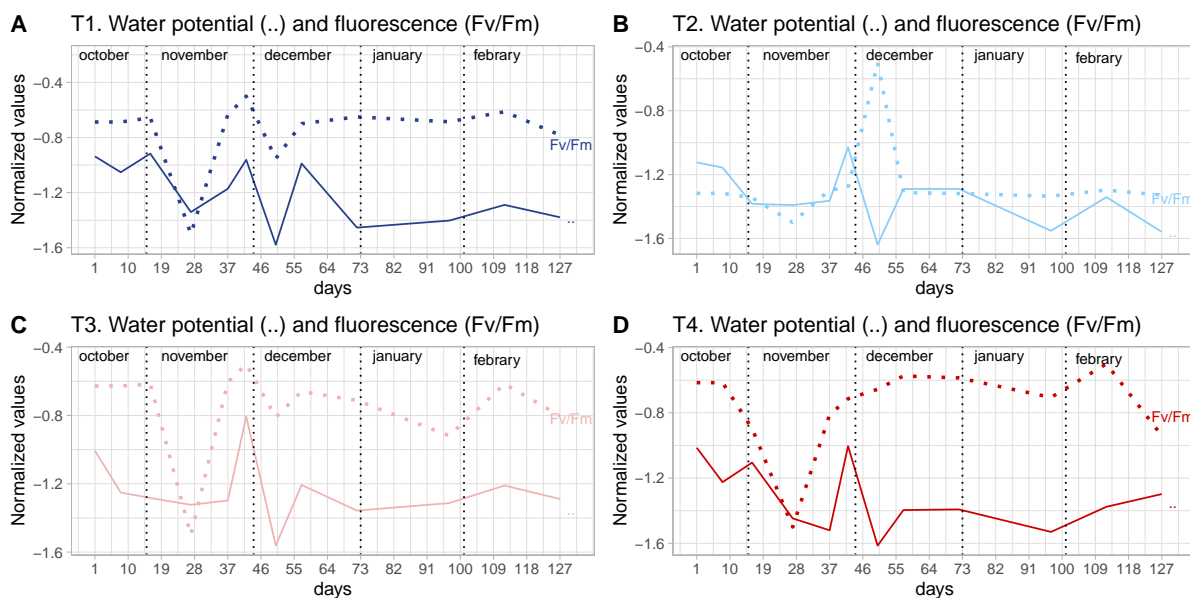 A T1. Water potential (..) and fluorescence (Fv/Fm)
october november december january febrary
Normalized values
−0.8
−1.2
−1.6
Fv/Fm
..
1 10 19 28 37 46 55 64 73 82 91 100 109 118 127
days
B T2. Water potential (..) and fluorescence (Fv/Fm)
october november december january febrary
Normalized values
−0.4
−0.8
−1.2
−1.6
Fv/Fm
..
1 10 19 28 37 46 55 64 73 82 91 100 109 118 127
days
C T3. Water potential (..) and fluorescence (Fv/Fm)
october november december january febrary
Normalized values
−0.4
−0.8
−1.2
−1.6
Fv/Fm
..
1 10 19 28 37 46 55 64 73 82 91 100 109 118 127
days
D T4. Water potential (..) and fluorescence (Fv/Fm)
october november december january febrary
Normalized values
−0.4
−0.8
−1.2
−1.6
Fv/Fm
..
1 10 19 28 37 46 55 64 73 82 91 100 109 118 127
days